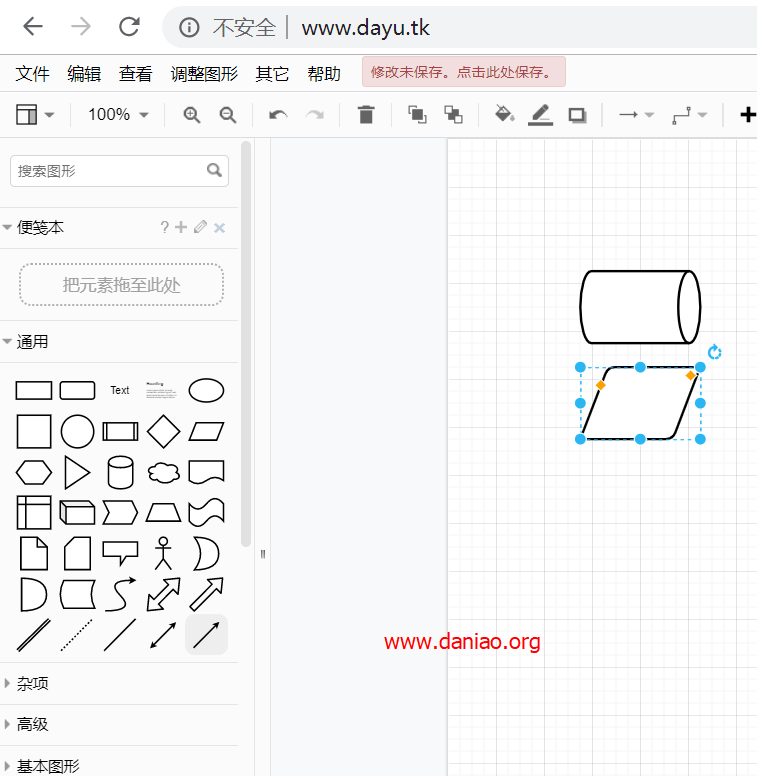 不安全 www.dayu.tk
文件 编辑 查看 调整图形 其它 帮助 修改未保存。点击此处保存。
100%
搜索图形
便笺本 ?
把元素拖至此处
通用
Text
Heading
www.daniao.org
杂项
高级
基本图形